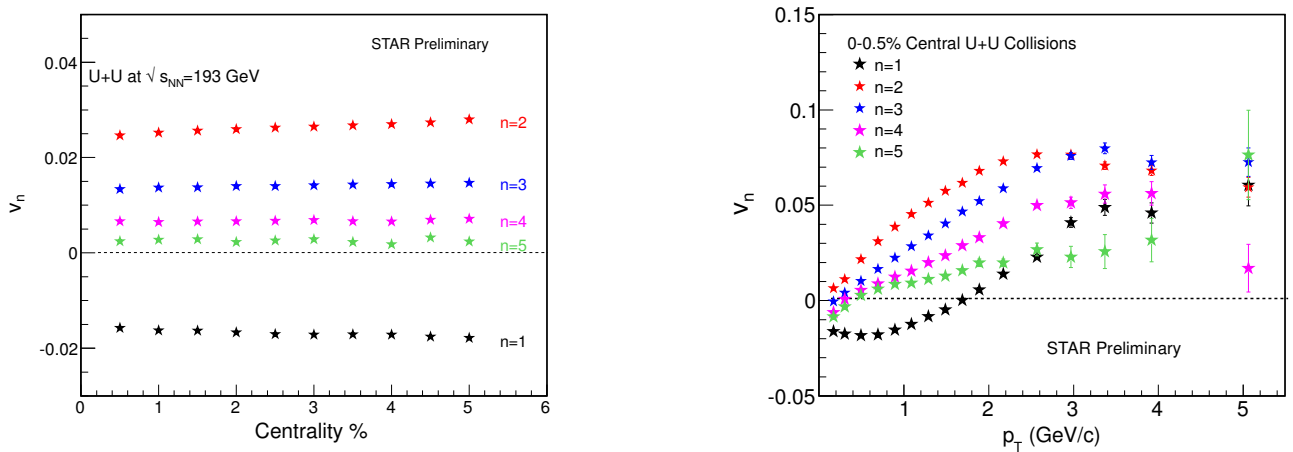 STAR Preliminary
0.04
U+U at √ s_NN=193 GeV
n=2
0.02
v_n
n=3
n=4
n=5
0
n=1
-0.02
0 1 2 3 4 5 6
Centrality %
0.15
0-0.5% Central U+U Collisions
n=1
n=2
n=3
n=4
n=5
0.1
v_n
0.05
0
STAR Preliminary
-0.05
1 2 3 4 5
p_T (GeV/c)